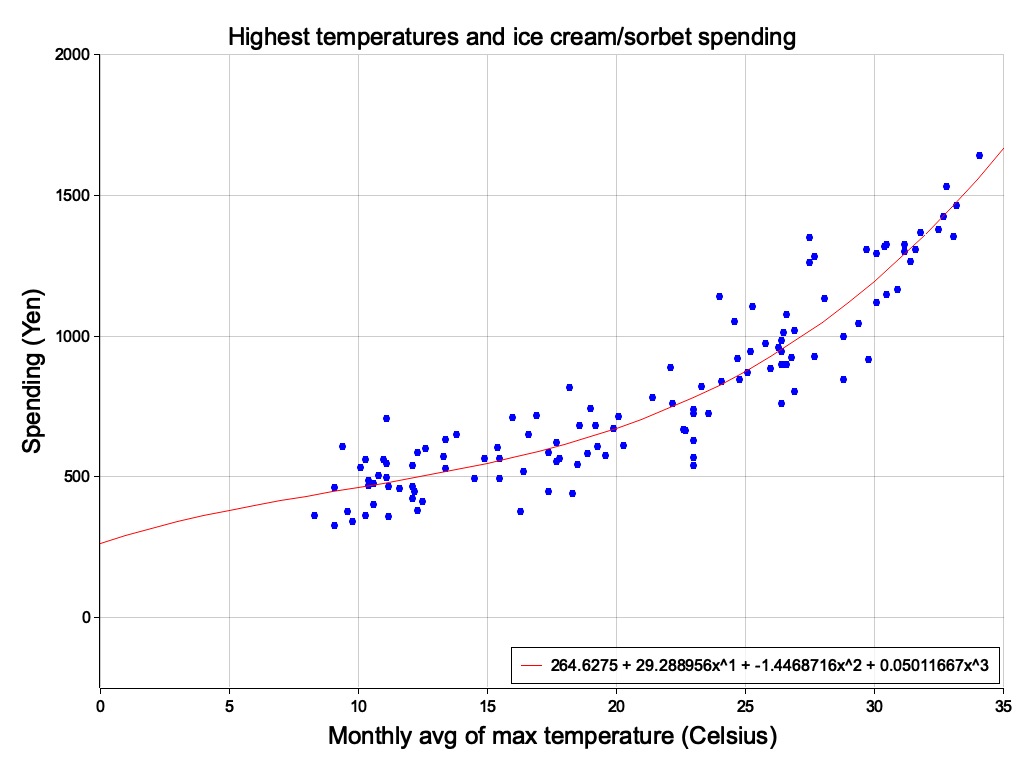 Highest temperatures and ice cream/sorbet spending
2000
1500
1000
500
0
Spending (Yen)
264.6275 + 29.288956x^1 + -1.4468716x^2 + 0.05011667x^3
0 5 10 15 20 25 30 35
Monthly avg of max temperature (Celsius)